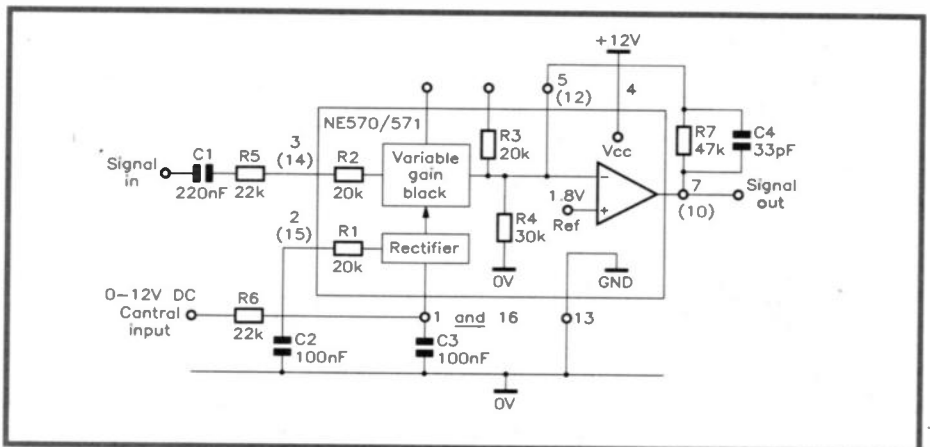 +12V
5
(12)
4
NE570/571
3
(14)
Signal
in
C1
220nF
R5
22k
R2
20k
Variable
gain
block
R3
20k
Vcc
R7
47k
C4
33pF
1.8V
Ref
−
+
7
(10)
Signal
out
2
(15)
R1
20k
Rectifier
R4
30k
0V
GND
0-12V DC
Cantral
input
R6
22k
1 and 16
13
C2
100nF
C3
100nF
0V